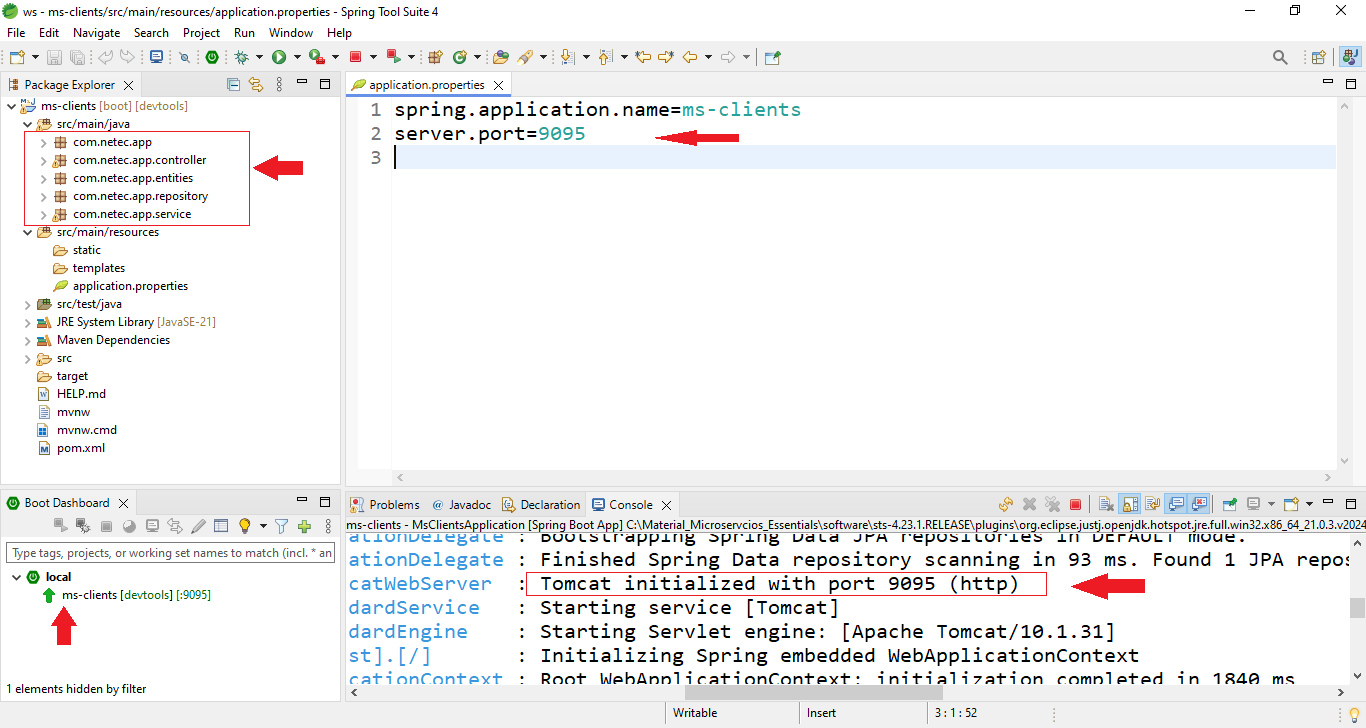 ws - ms-clients/src/main/resources/application.properties - Spring Tool Suite 4
File Edit Navigate Search Project Run Window Help
Package Explorer
ms-clients [boot] [devtools]
src/main/java
com.netec.app
com.netec.app.controller
com.netec.app.entities
com.netec.app.repository
com.netec.app.service
src/main/resources
static
templates
application.properties
src/test/java
JRE System Library [JavaSE-21]
Maven Dependencies
src
target
HELP.md
mvnw
mvnw.cmd
pom.xml
application.properties
1 spring.application.name=ms-clients
2 server.port=9095
3
Boot Dashboard
Type tags, projects, or working set names to match (incl. * an
local
ms-clients [devtools] [:9095]
1 elements hidden by filter
Problems @ Javadoc Declaration Console
ms-clients - MsClientsApplication [Spring Boot App] C:\Material_Microservcios_Essentials\software\sts-4.23.1.RELEASE\plugins\org.eclipse.justj.openjdk.hotspot.jre.full.win32.x86_64_21.0.3.v2024
ationDelegate : Bootstrapping Spring Data JPA repositories in DEFAULT mode.
ationDelegate : Finished Spring Data repository scanning in 93 ms. Found 1 JPA repos
catWebServer : Tomcat initialized with port 9095 (http)
dardService : Starting service [Tomcat]
dardEngine : Starting Servlet engine: [Apache Tomcat/10.1.31]
st].[/] : Initializing Spring embedded WebApplicationContext
cationContext : Root WebApplicationContext: initialization completed in 1840 ms
Writable Insert 3 : 1 : 52